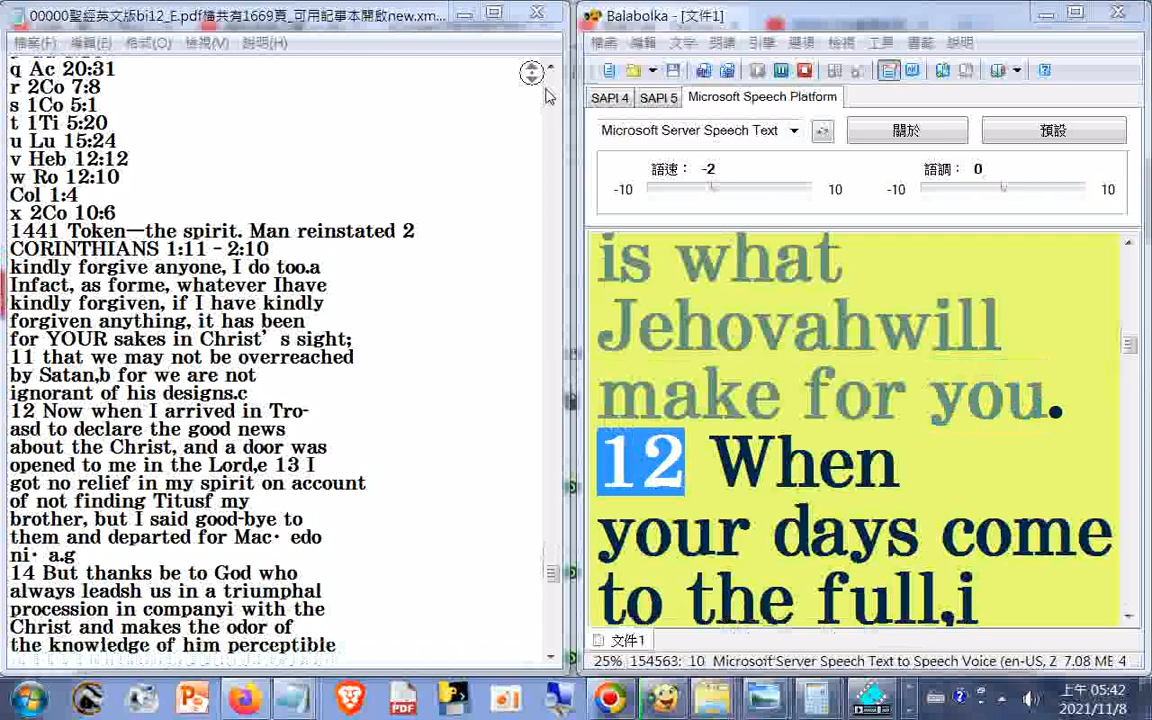 00000聖經英文版bi12_E.pdf檔共有1669頁_可用記事本開啟new.xm...
檔案(F) 編輯(E) 格式(O) 檢視(V) 說明(H)
q Ac 20:31
r 2Co 7:8
s 1Co 5:1
t 1Ti 5:20
u Lu 15:24
v Heb 12:12
w Ro 12:10
Col 1:4
x 2Co 10:6
1441 Token—the spirit. Man reinstated 2
CORINTHIANS 1:11 - 2:10
kindly forgive anyone, I do too.a
Infact, as forme, whatever Ihave
kindly forgiven, if I have kindly
forgiven anything, it has been
for YOUR sakes in Christ’s sight;
11 that we may not be overreached
by Satan,b for we are not
ignorant of his designs.c
12 Now when I arrived in Tro-
asd to declare the good news
about the Christ, and a door was
opened to me in the Lord,e 13 I
got no relief in my spirit on account
of not finding Titusf my
brother, but I said good-bye to
them and departed for Mac· edo
ni· a.g
14 But thanks be to God who
always leadsh us in a triumphal
procession in companyi with the
Christ and makes the odor of
the knowledge of him perceptible
Balabolka - [文件1]
檔案 編輯 文字 朗讀 引擎 選項 檢視 工具 書籤 說明
SAPI 4 SAPI 5 Microsoft Speech Platform
Microsoft Server Speech Text 關於 預設
語速： -2 語調： 0
-10 10 -10 10
is what
Jehovahwill
make for you.
12 When
your days come
to the full,i
文件1
25% 154563: 10 Microsoft Server Speech Text to Speech Voice (en-US, Z 7.08 ME 4
PDF
上午 05:42
2021/11/8